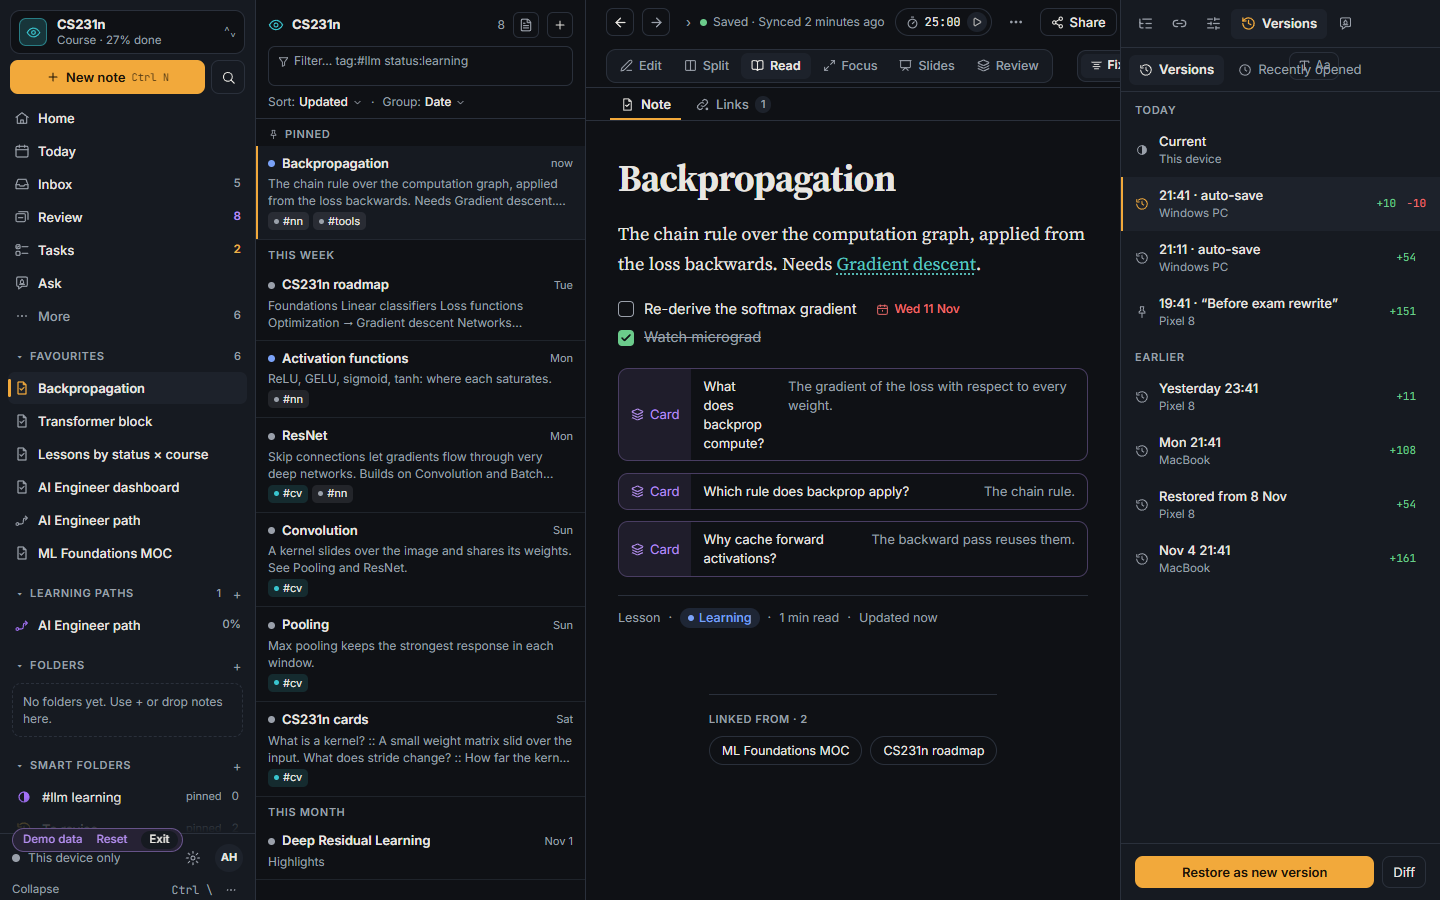 CS231n
Course · 27% done
New note Ctrl N
Home
Today
Inbox 5
Review 8
Tasks 2
Ask
More 6
FAVOURITES 6
Backpropagation
Transformer block
Lessons by status × course
AI Engineer dashboard
AI Engineer path
ML Foundations MOC
LEARNING PATHS 1 +
AI Engineer path 0%
FOLDERS +
No folders yet. Use + or drop notes
here.
SMART FOLDERS +
#llm learning pinned 0
pinned 2
Demo data Reset Exit
This device only AH
Collapse Ctrl \ ···
CS231n 8
Filter... tag:#llm status:learning
Sort: Updated · Group: Date
PINNED
Backpropagation now
The chain rule over the computation graph, applied
from the loss backwards. Needs Gradient descent....
#nn #tools
THIS WEEK
CS231n roadmap Tue
Foundations Linear classifiers Loss functions
Optimization → Gradient descent Networks...
Activation functions Mon
ReLU, GELU, sigmoid, tanh: where each saturates.
#nn
ResNet Mon
Skip connections let gradients flow through very
deep networks. Builds on Convolution and Batch...
#cv #nn
Convolution Sun
A kernel slides over the image and shares its weights.
See Pooling and ResNet.
#cv
Pooling Sun
Max pooling keeps the strongest response in each
window.
#cv
CS231n cards Sat
What is a kernel? :: A small weight matrix slid over the
input. What does stride change? :: How far the kern...
#cv
THIS MONTH
Deep Residual Learning Nov 1
Highlights
Saved · Synced 2 minutes ago 25:00 ··· Share
Edit Split Read Focus Slides Review
Note Links 1
Backpropagation
The chain rule over the computation graph, applied from
the loss backwards. Needs Gradient descent.
Re-derive the softmax gradient Wed 11 Nov
Watch micrograd
Card What does backprop compute? The gradient of the loss with respect to every weight.
Card Which rule does backprop apply? The chain rule.
Card Why cache forward activations? The backward pass reuses them.
Lesson · Learning · 1 min read · Updated now
LINKED FROM · 2
ML Foundations MOC CS231n roadmap
Versions
Versions Recently opened
TODAY
Current
This device
21:41 · auto-save +10 -10
Windows PC
21:11 · auto-save +54
Windows PC
19:41 · “Before exam rewrite” +151
Pixel 8
EARLIER
Yesterday 23:41 +11
Pixel 8
Mon 21:41 +108
MacBook
Restored from 8 Nov +54
Pixel 8
Nov 4 21:41 +161
MacBook
Restore as new version Diff